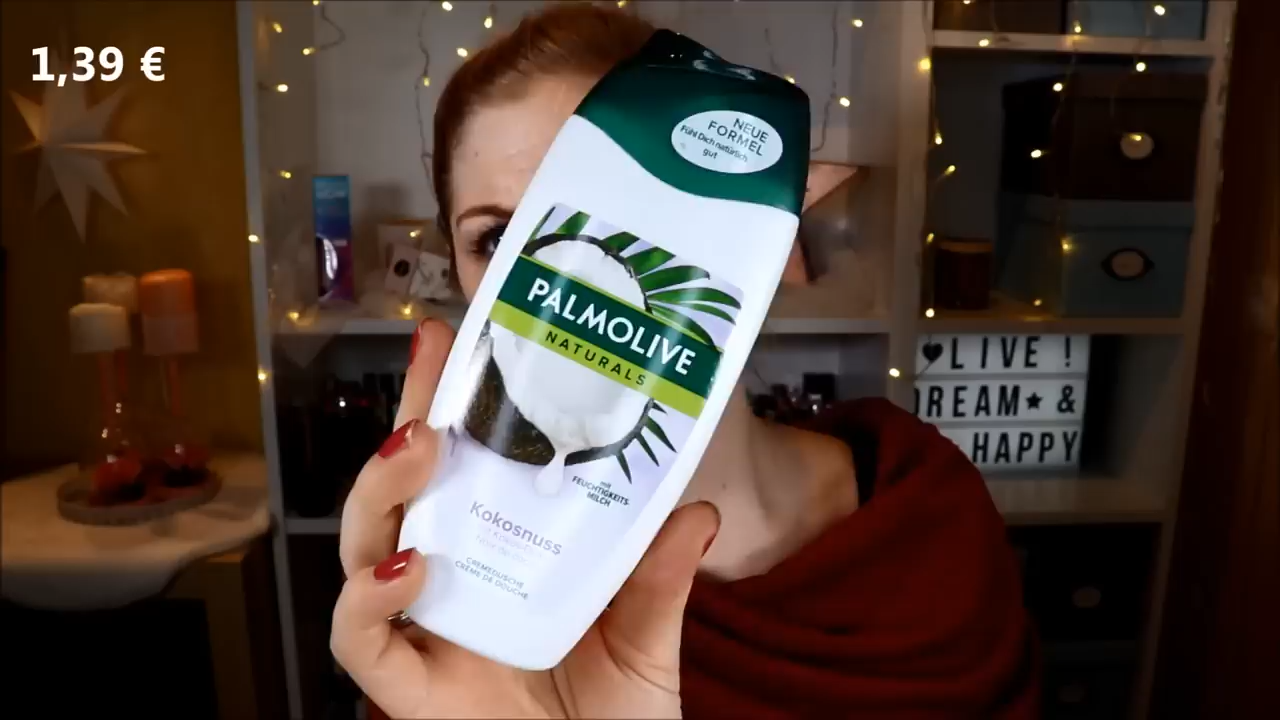 1,39 €
NEUE
FORMEL
Fühl Dich natürlich
gut
PALMOLIVE
NATURALS
mit
FEUCHTIGKEITS-
MILCH
Kokosnuss
CREMEDUSCHE
CRÈME DE DOUCHE
LIVE !
DREAM★ &
HAPPY